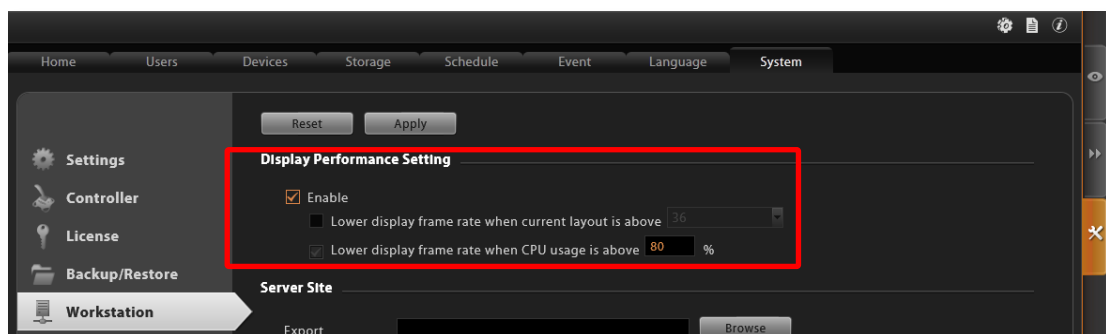 Home Users Devices Storage Schedule Event Language System
Reset Apply
Settings
Display Performance Setting
Controller
Enable
Lower display frame rate when current layout is above 36
License
Lower display frame rate when CPU usage is above 80 %
Backup/Restore
Server Site
Workstation
Export Browse